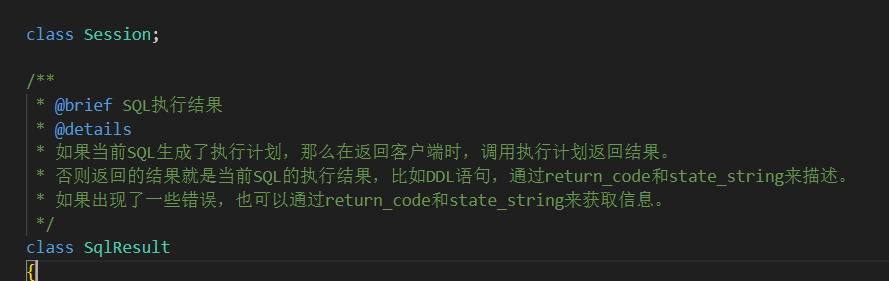 class Session;
/**
* @brief SQL执行结果
* @details
* 如果当前SQL生成了执行计划，那么在返回客户端时，调用执行计划返回结果。
* 否则返回的结果就是当前SQL的执行结果，比如DDL语句，通过return_code和state_string来描述。
* 如果出现了一些错误，也可以通过return_code和state_string来获取信息。
*/
class SqlResult
{